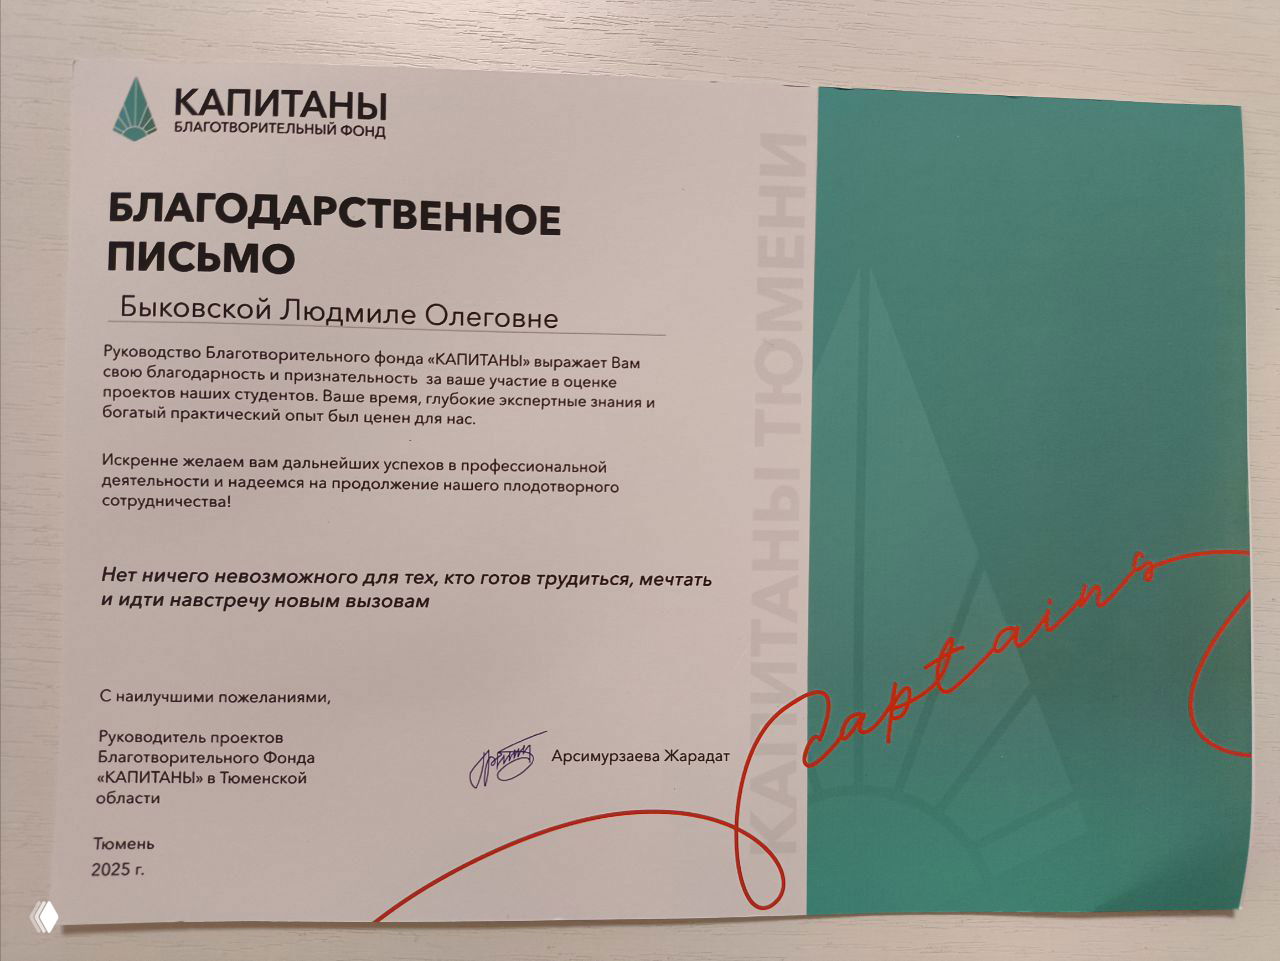 КАПИТАНЫ
БЛАГОТВОРИТЕЛЬНЫЙ ФОНД
БЛАГОДАРСТВЕННОЕ
ПИСЬМО
Быковской Людмиле Олеговне
Руководство Благотворительного фонда «КАПИТАНЫ» выражает Вам
свою благодарность и признательность за ваше участие в оценке
проектов наших студентов. Ваше время, глубокие экспертные знания и
богатый практический опыт был ценен для нас.
Искренне желаем вам дальнейших успехов в профессиональной
деятельности и надеемся на продолжение нашего плодотворного
сотрудничества!
Нет ничего невозможного для тех, кто готов трудиться, мечтать
и идти навстречу новым вызовам
С наилучшими пожеланиями,
Руководитель проектов
Благотворительного Фонда
«КАПИТАНЫ» в Тюменской
области
Арсимурзаева Жарадат
Тюмень
2025 г.
КАПИТАНЫ ТЮМЕНИ
Captains